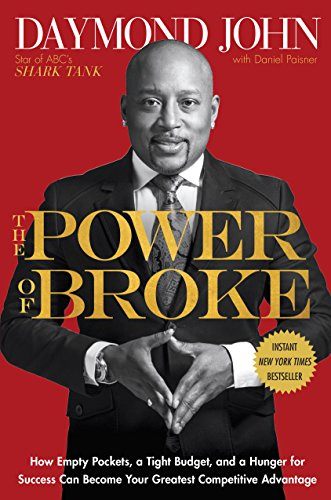 DAYMOND JOHN
Star of ABC's
SHARK TANK
with Daniel Paisner
THE POWER
OF BROKE
INSTANT
NEW YORK TIMES
BESTSELLER
How Empty Pockets, a Tight Budget, and a Hunger for
Success Can Become Your Greatest Competitive Advantage